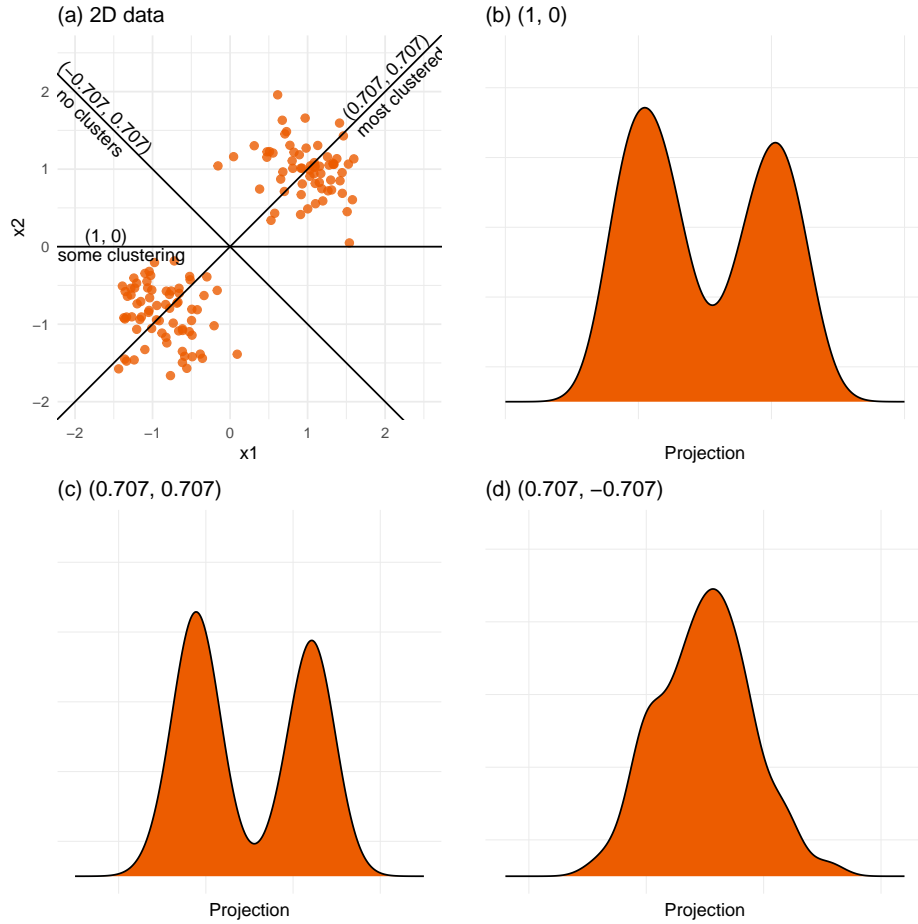 (a) 2D data
(b) (1, 0)
(−0.707, 0.707)
no clusters
(0.707, 0.707)
most clustered
(1, 0)
some clustering
x2
2
1
0
−1
−2
−2
−1
0
1
2
x1
Projection
(c) (0.707, 0.707)
(d) (0.707, −0.707)
Projection
Projection